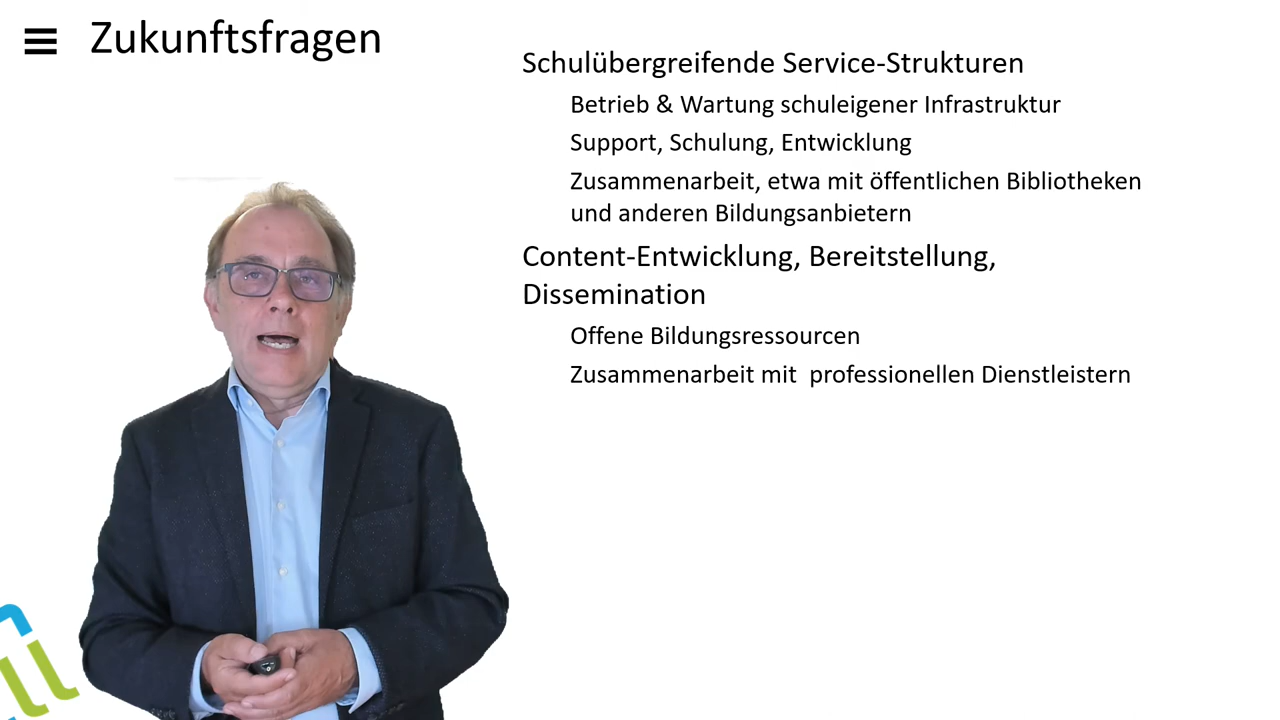 Zukunftsfragen
Schulübergreifende Service-Strukturen
Betrieb & Wartung schuleigener Infrastruktur
Support, Schulung, Entwicklung
Zusammenarbeit, etwa mit öffentlichen Bibliotheken
und anderen Bildungsanbietern
Content-Entwicklung, Bereitstellung,
Dissemination
Offene Bildungsressourcen
Zusammenarbeit mit  professionellen Dienstleistern